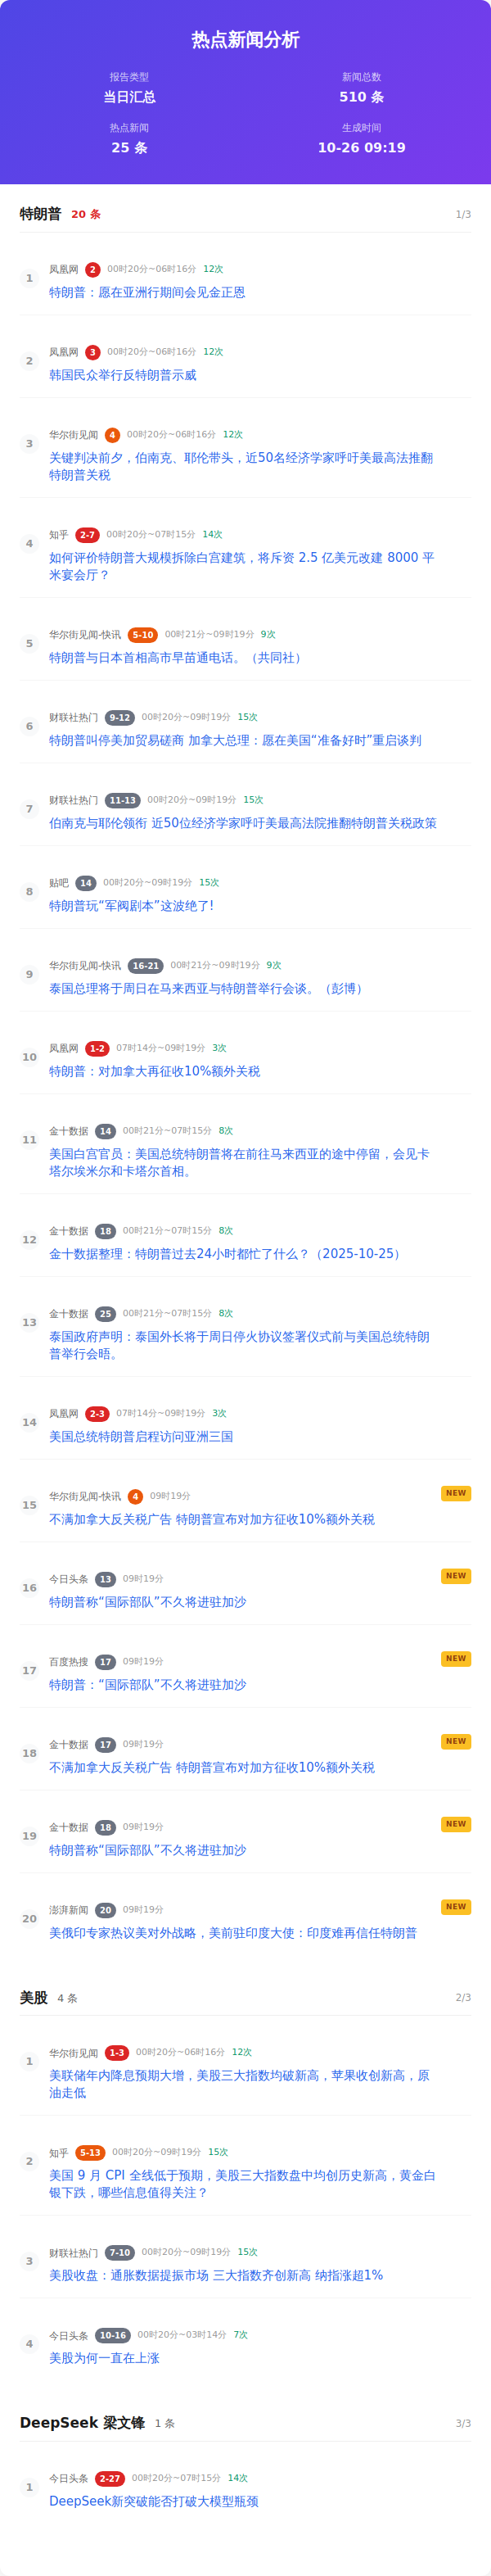 热点新闻分析
报告类型
当日汇总
新闻总数
510 条
热点新闻
25 条
生成时间
10-26 09:19
特朗普 20 条 1/3
1
凤凰网 2 00时20分~06时16分 12次
特朗普：愿在亚洲行期间会见金正恩
2
凤凰网 3 00时20分~06时16分 12次
韩国民众举行反特朗普示威
3
华尔街见闻 4 00时20分~06时16分 12次
关键判决前夕，伯南克、耶伦带头，近50名经济学家呼吁美最高法推翻
特朗普关税
4
知乎 2-7 00时20分~07时15分 14次
如何评价特朗普大规模拆除白宫建筑，将斥资 2.5 亿美元改建 8000 平
米宴会厅？
5
华尔街见闻-快讯 5-10 00时21分~09时19分 9次
特朗普与日本首相高市早苗通电话。（共同社）
6
财联社热门 9-12 00时20分~09时19分 15次
特朗普叫停美加贸易磋商 加拿大总理：愿在美国“准备好时”重启谈判
7
财联社热门 11-13 00时20分~09时19分 15次
伯南克与耶伦领衔 近50位经济学家呼吁美最高法院推翻特朗普关税政策
8
贴吧 14 00时20分~09时19分 15次
特朗普玩“军阀剧本”这波绝了!
9
华尔街见闻-快讯 16-21 00时21分~09时19分 9次
泰国总理将于周日在马来西亚与特朗普举行会谈。（彭博）
10
凤凰网 1-2 07时14分~09时19分 3次
特朗普：对加拿大再征收10%额外关税
11
金十数据 14 00时21分~07时15分 8次
美国白宫官员：美国总统特朗普将在前往马来西亚的途中停留，会见卡
塔尔埃米尔和卡塔尔首相。
12
金十数据 18 00时21分~07时15分 8次
金十数据整理：特朗普过去24小时都忙了什么？（2025-10-25）
13
金十数据 25 00时21分~07时15分 8次
泰国政府声明：泰国外长将于周日停火协议签署仪式前与美国总统特朗
普举行会晤。
14
凤凰网 2-3 07时14分~09时19分 3次
美国总统特朗普启程访问亚洲三国
15
华尔街见闻-快讯 4 09时19分 NEW
不满加拿大反关税广告 特朗普宣布对加方征收10%额外关税
16
今日头条 13 09时19分 NEW
特朗普称“国际部队”不久将进驻加沙
17
百度热搜 17 09时19分 NEW
特朗普：“国际部队”不久将进驻加沙
18
金十数据 17 09时19分 NEW
不满加拿大反关税广告 特朗普宣布对加方征收10%额外关税
19
金十数据 18 09时19分 NEW
特朗普称“国际部队”不久将进驻加沙
20
澎湃新闻 20 09时19分 NEW
美俄印专家热议美对外战略，美前驻印度大使：印度难再信任特朗普
美股 4 条 2/3
1
华尔街见闻 1-3 00时20分~06时16分 12次
美联储年内降息预期大增，美股三大指数均破新高，苹果收创新高，原
油走低
2
知乎 5-13 00时20分~09时19分 15次
美国 9 月 CPI 全线低于预期，美股三大指数盘中均创历史新高，黄金白
银下跌，哪些信息值得关注？
3
财联社热门 7-10 00时20分~09时19分 15次
美股收盘：通胀数据提振市场 三大指数齐创新高 纳指涨超1%
4
今日头条 10-16 00时20分~03时14分 7次
美股为何一直在上涨
DeepSeek 梁文锋 1 条 3/3
1
今日头条 2-27 00时20分~07时15分 14次
DeepSeek新突破能否打破大模型瓶颈